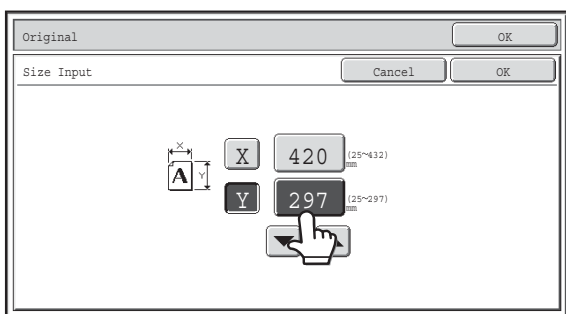 Original OK
Size Input Cancel OK
X
A Y
X 420 (25~432)
mm
Y 297 (25~297)
mm